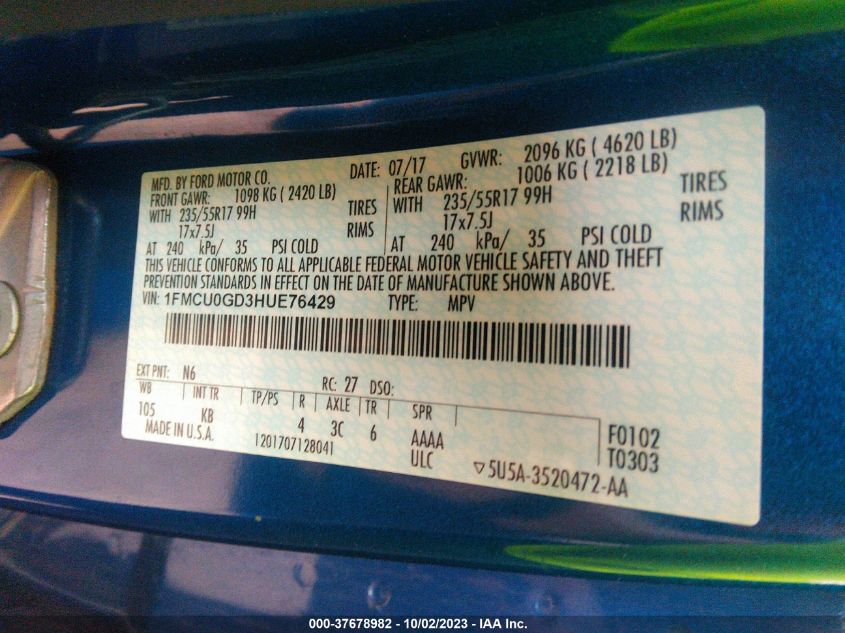 MFD. BY FORD MOTOR CO. DATE: 07/17 GVWR: 2096 KG ( 4620 LB)
FRONT GAWR: 1098 KG ( 2420 LB) REAR GAWR: 1006 KG ( 2218 LB)
WITH 235/55R17 99H TIRES WITH 235/55R17 99H TIRES
17x7.5J RIMS 17x7.5J RIMS
AT 240 kPa/ 35 PSI COLD AT 240 kPa/ 35 PSI COLD
THIS VEHICLE CONFORMS TO ALL APPLICABLE FEDERAL MOTOR VEHICLE SAFETY AND THEFT
PREVENTION STANDARDS IN EFFECT ON THE DATE OF MANUFACTURE SHOWN ABOVE.
VIN: 1FMCU0GD3HUE76429 TYPE: MPV
EXT PNT: N6 RC: 27 DSO:
WB INT TR TP/PS R AXLE TR SPR
105 KB 4 3C 6 AAAA F0102
MADE IN U.S.A. 1201707128041 ULC T0303
▽5U5A-3520472-AA
000-37678982 - 10/02/2023 - IAA Inc.